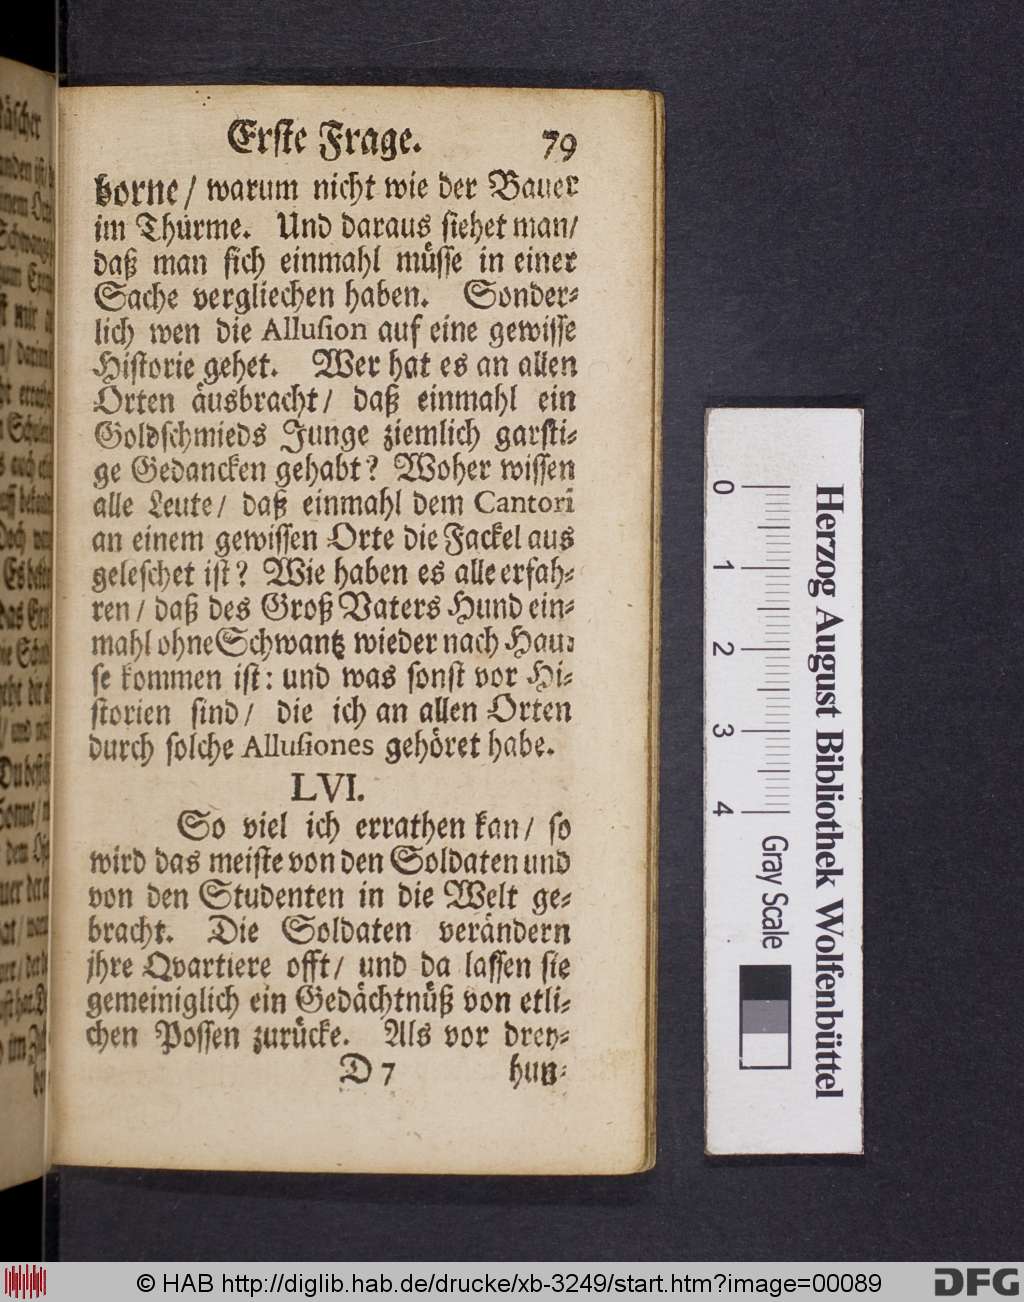 Erste Frage. 79
borne/ warum nicht wie der Bauer
im Thurme. Und daraus siehet man/
daß man sich einmahl müsse in einer
Sache vergliechen haben. Sonder-
lich wen die Allusion auf eine gewisse
Historie gehet. Wer hat es an allen
Orten äusbracht/ daß einmahl ein
Goldschmieds Junge ziemlich garsti-
ge Gedancken gehabt? Woher wissen
alle Leute/ daß einmahl dem Cantori
an einem gewissen Orte die Fackel aus
geleschet ist? Wie haben es alle erfah-
ren/ daß des Groß Vaters Hund ein-
mahl ohne Schwantz wieder nach Hau-
se kommen ist: und was sonst vor Hi-
storien sind/ die ich an allen Orten
durch solche Allusiones gehöret habe.
LVI.
So viel ich errathen kan/ so
wird das meiste von den Soldaten und
von den Studenten in die Welt ge-
bracht. Die Soldaten verändern
jhre Qvartiere offt/ und da lassen sie
gemeiniglich ein Gedächtnüß von etli-
chen Possen zurücke. Als vor drey-
D 7 hun-
0 1 2 3 4
Gray Scale
Herzog August Bibliothek Wolfenbüttel
© HAB http://diglib.hab.de/drucke/xb-3249/start.htm?image=00089
DFG